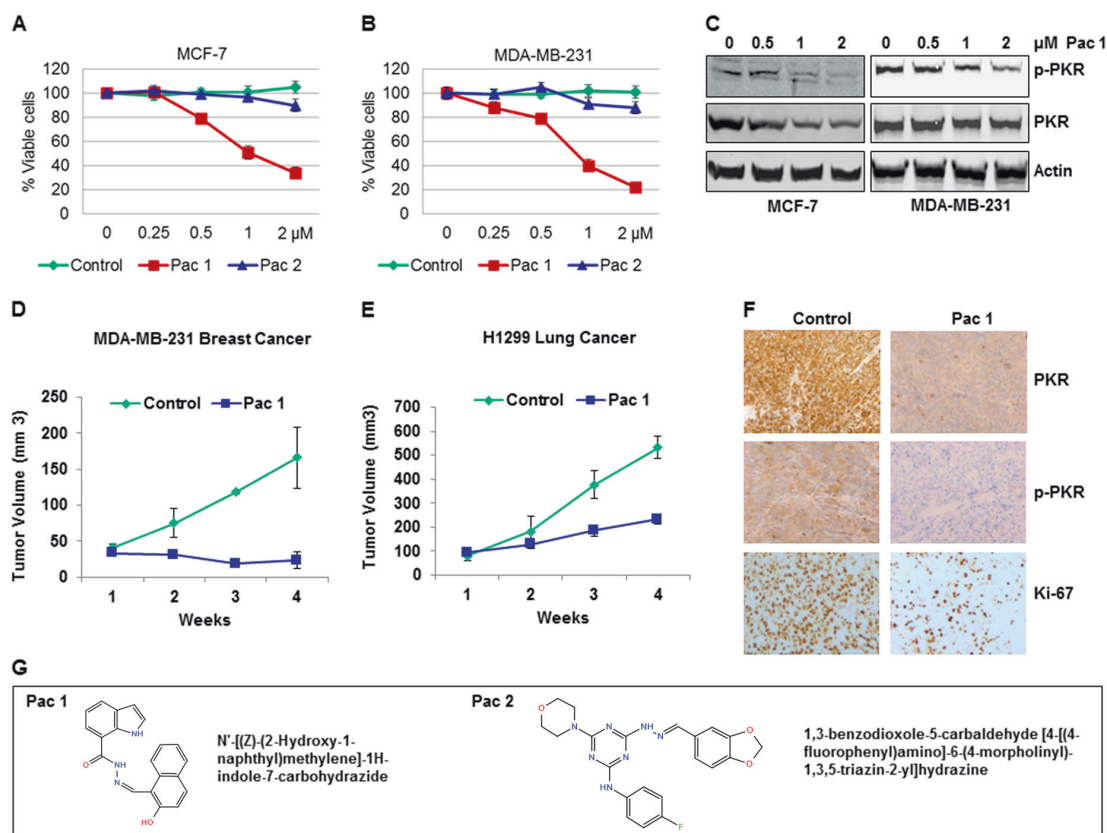 A
MCF-7
120
100
80
60
40
20
0
% Viable cells
0 0.25 0.5 1 2 µM
Control Pac 1 Pac 2
B
MDA-MB-231
120
100
80
60
40
20
0
% Viable cells
0 0.25 0.5 1 2 µM
Control Pac 1 Pac 2
C
0 0.5 1 2 0 0.5 1 2 µM Pac 1
p-PKR
PKR
Actin
MCF-7 MDA-MB-231
D
MDA-MB-231 Breast Cancer
Control Pac 1
250
200
150
100
50
0
Tumor Volume (mm 3)
1 2 3 4
Weeks
E
H1299 Lung Cancer
Control Pac 1
700
600
500
400
300
200
100
0
Tumor Volume (mm3)
1 2 3 4
Weeks
F
Control Pac 1
PKR
p-PKR
Ki-67
G
Pac 1
NH
O
NH
N
HO
N'-[(Z)-(2-Hydroxy-1-
naphthyl)methylene]-1H-
indole-7-carbohydrazide
Pac 2
O
N
N
N
N
NH
N
O
O
HN
F
1,3-benzodioxole-5-carbaldehyde [4-[(4-
fluorophenyl)amino]-6-(4-morpholinyl)-
1,3,5-triazin-2-yl]hydrazine